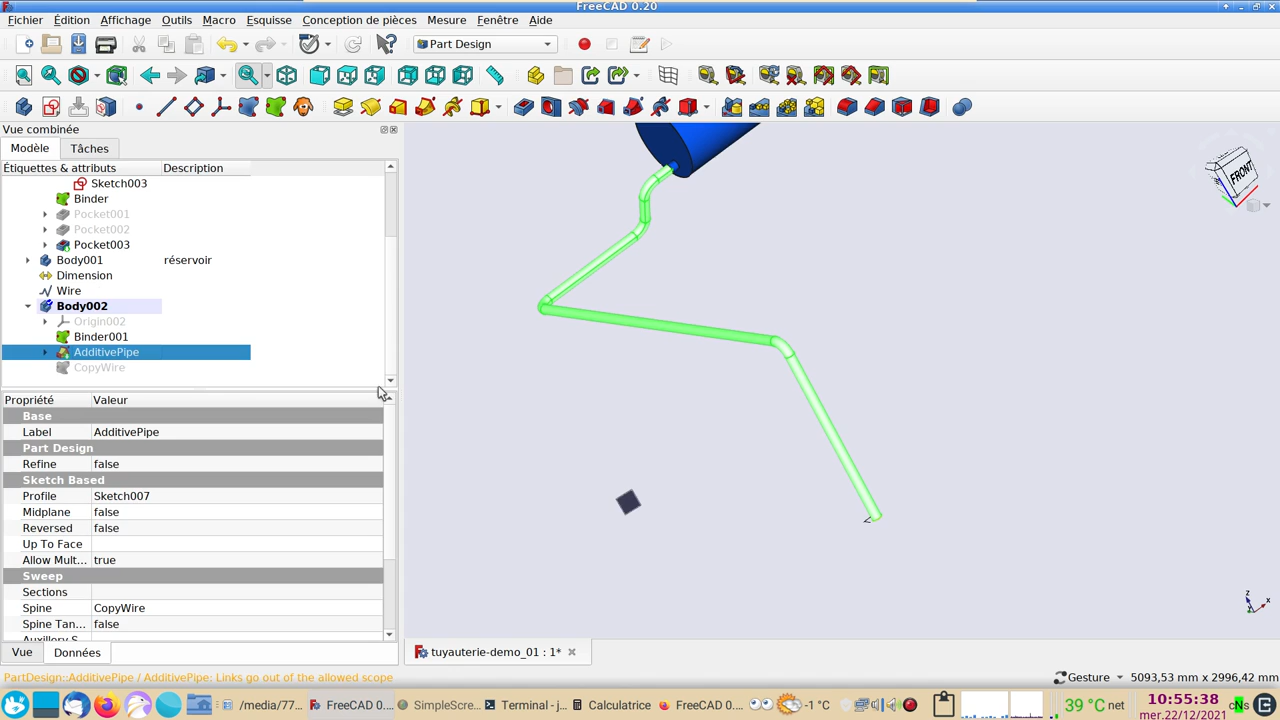 FreeCAD 0.20
Fichier Édition Affichage Outils Macro Esquisse Conception de pièces Mesure Fenêtre Aide
Part Design
Vue combinée
Modèle Tâches
Étiquettes & attributs Description
Sketch003
Binder
Pocket001
Pocket002
Pocket003
Body001 réservoir
Dimension
Wire
Body002
Origin002
Binder001
AdditivePipe
CopyWire
Propriété Valeur
Base
Label AdditivePipe
Part Design
Refine false
Sketch Based
Profile Sketch007
Midplane false
Reversed false
Up To Face
Allow Mult... true
Sweep
Sections
Spine CopyWire
Spine Tan... false
Vue Données
FRONT
z
x
tuyauterie-demo_01 : 1*
PartDesign::AdditivePipe / AdditivePipe: Links go out of the allowed scope
Gesture 5093,53 mm x 2996,42 mm
/media/77... FreeCAD 0.... SimpleScre... Terminal - j... Calculatrice FreeCAD 0.... -1 °C
39 °C net
10:55:38
mer.22/12/2021